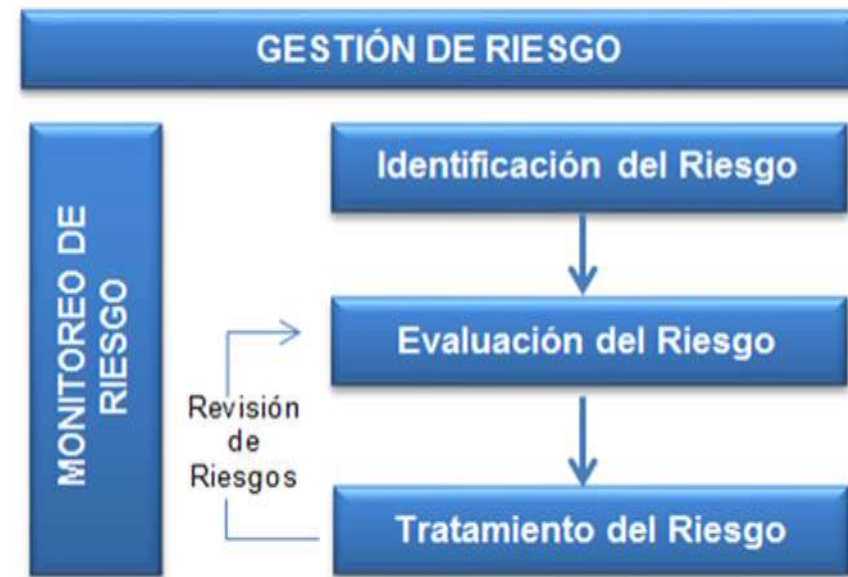 GESTIÓN DE RIESGO
MONITOREO DE
RIESGO
Identificación del Riesgo
Evaluación del Riesgo
Revisión
de
Riesgos
Tratamiento del Riesgo